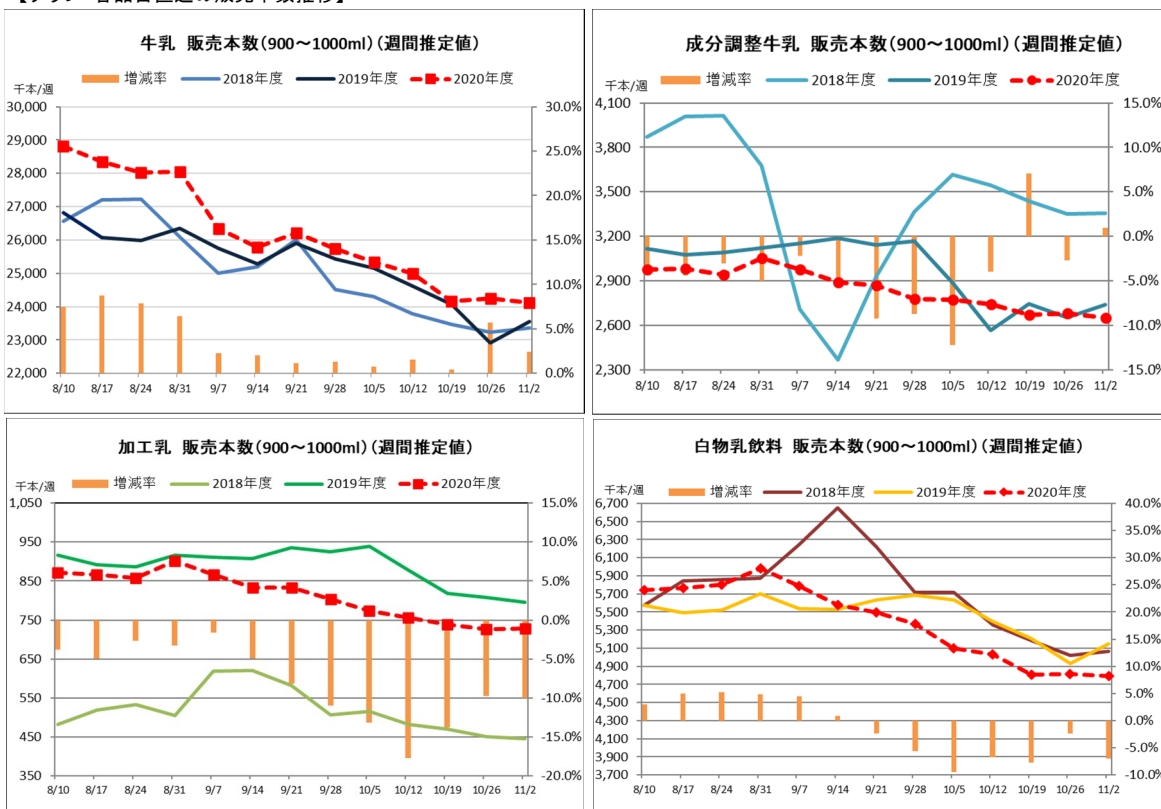 牛乳 販売本数(900～1000ml)(週間推定値)
増減率 2018年度 2019年度 2020年度
千本/週
30,000 30.0%
29,000
28,000 25.0%
27,000 20.0%
26,000 15.0%
25,000
24,000 10.0%
23,000 5.0%
22,000 0.0%
8/10 8/17 8/24 8/31 9/7 9/14 9/21 9/28 10/5 10/12 10/19 10/26 11/2
成分調整牛乳 販売本数(900～1000ml)(週間推定値)
増減率 2018年度 2019年度 2020年度
千本/週
4,100 15.0%
3,800 10.0%
3,500 5.0%
3,200 0.0%
2,900 -5.0%
2,600 -10.0%
2,300 -15.0%
8/10 8/17 8/24 8/31 9/7 9/14 9/21 9/28 10/5 10/12 10/19 10/26 11/2
加工乳 販売本数(900～1000ml)(週間推定値)
千本/週
増減率 2018年度 2019年度 2020年度
1,050 15.0%
950 10.0%
850 5.0%
750 0.0%
650 -5.0%
550 -10.0%
450 -15.0%
350 -20.0%
8/10 8/17 8/24 8/31 9/7 9/14 9/21 9/28 10/5 10/12 10/19 10/26 11/2
白物乳飲料 販売本数(900～1000ml)(週間推定値)
千本/週
増減率 2018年度 2019年度 2020年度
6,700 40.0%
6,500 35.0%
6,300
6,100 30.0%
5,900 25.0%
5,700
5,500 20.0%
5,300 15.0%
5,100
4,900 10.0%
4,700 5.0%
4,500
4,300 0.0%
4,100 -5.0%
3,900
3,700 -10.0%
8/10 8/17 8/24 8/31 9/7 9/14 9/21 9/28 10/5 10/12 10/19 10/26 11/2